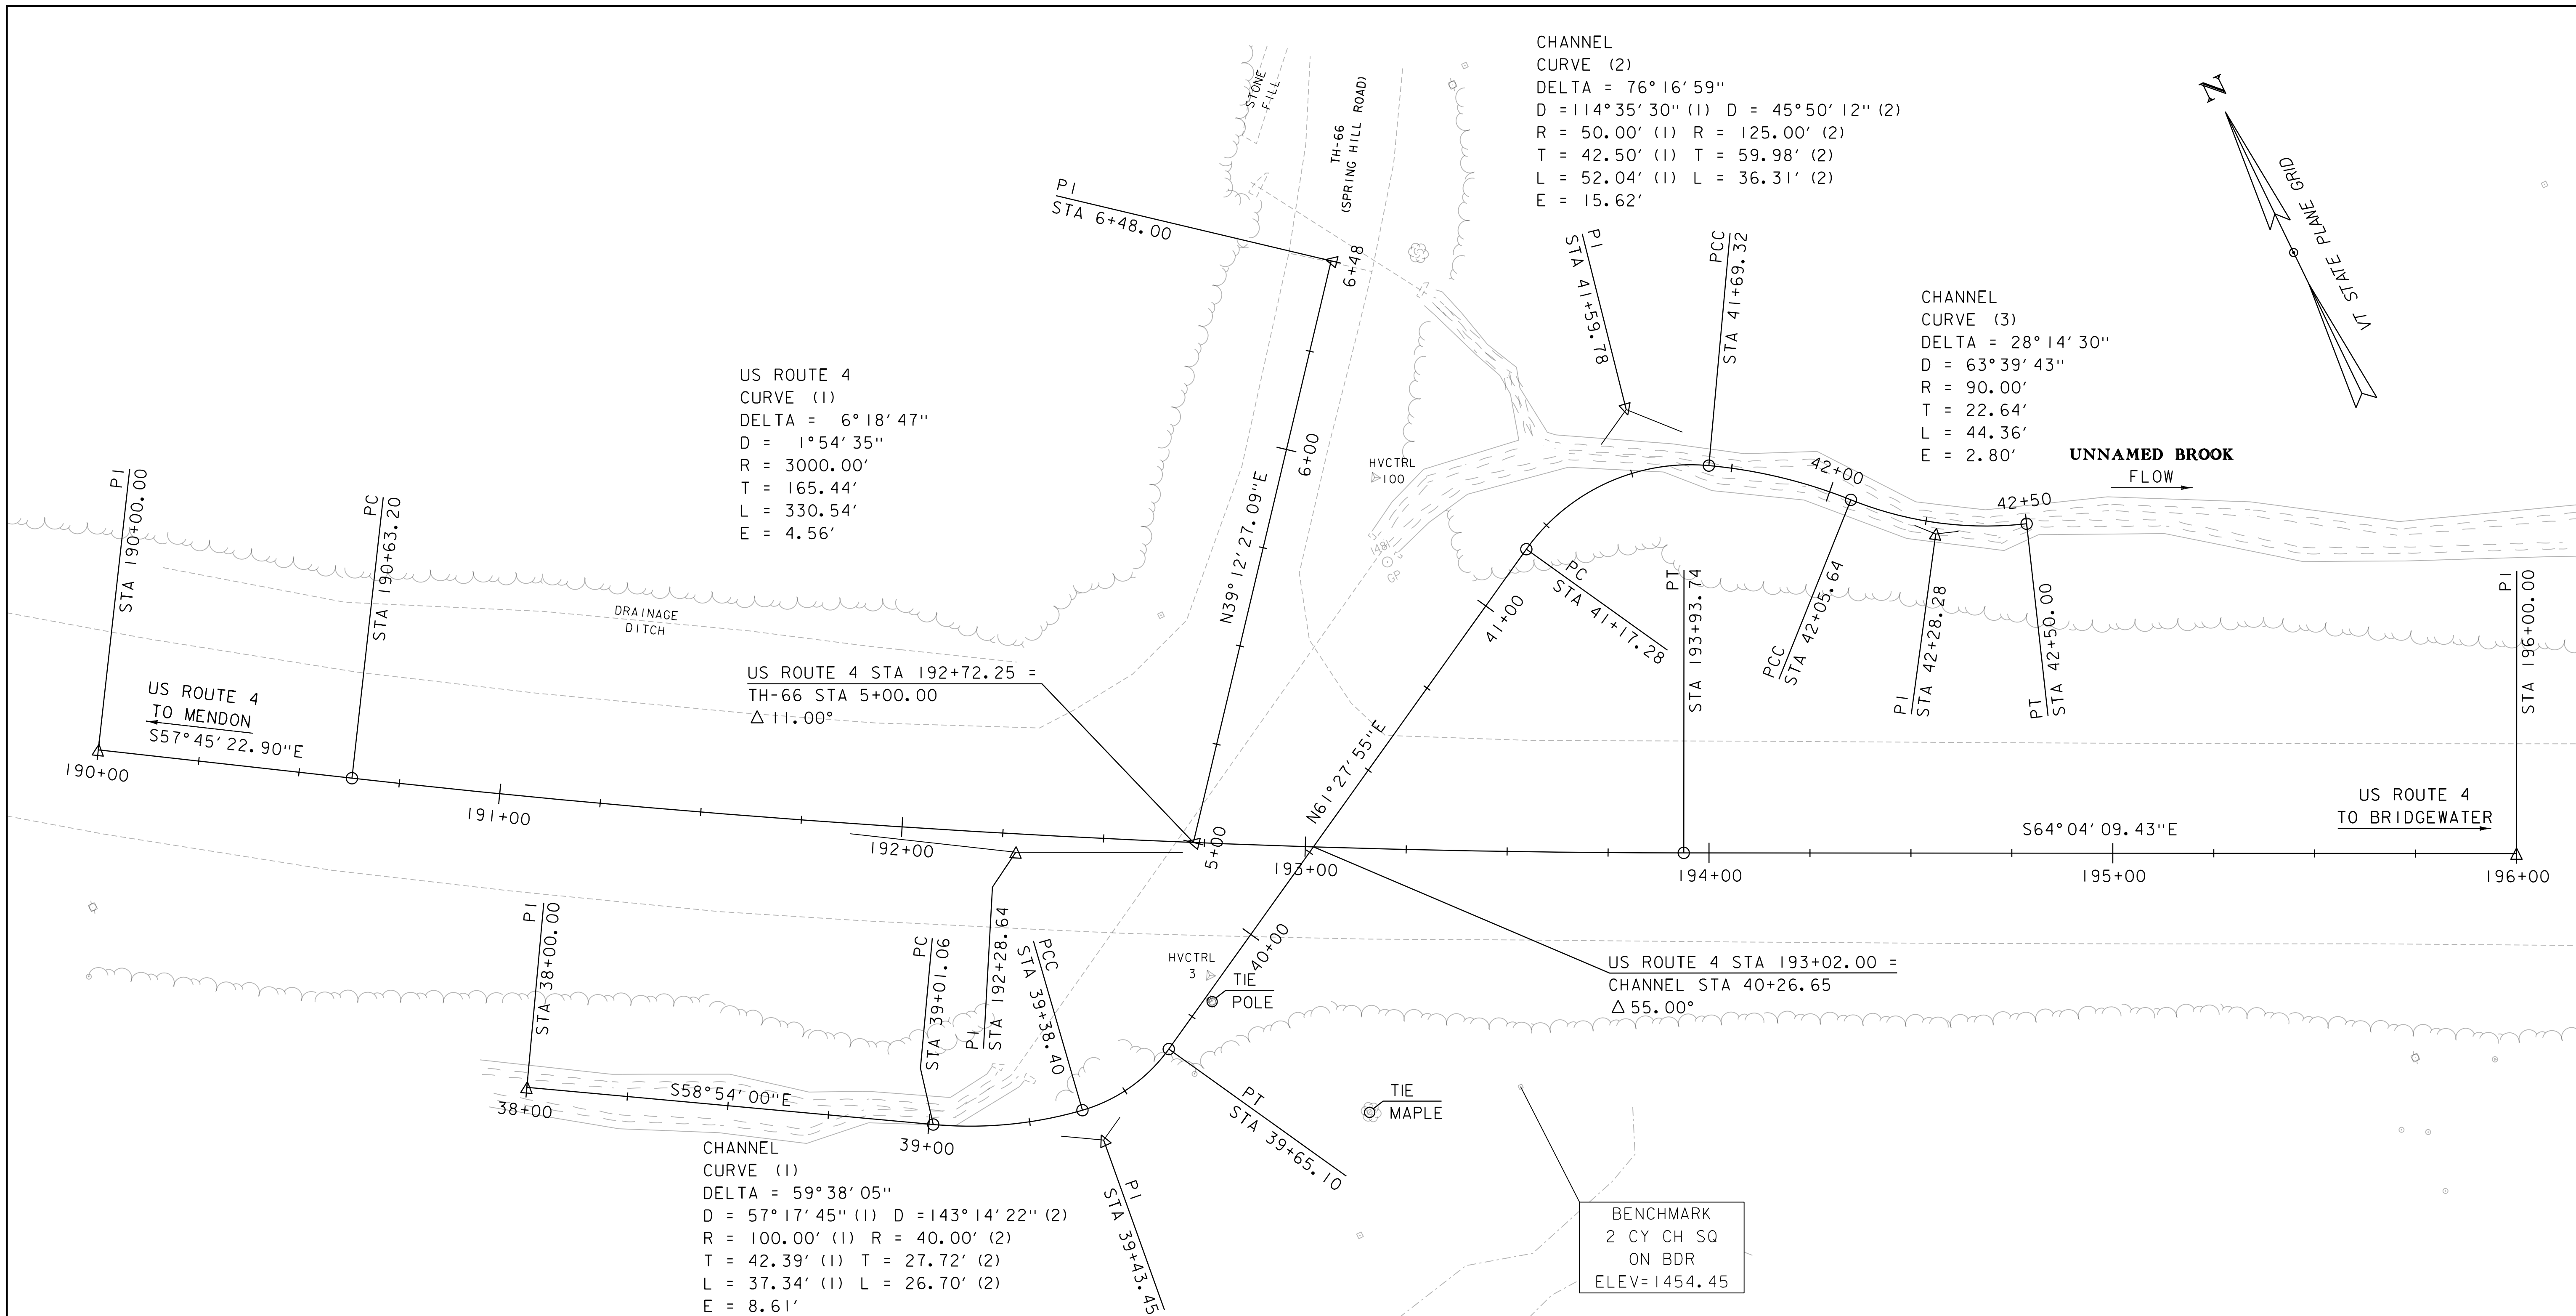 CHANNEL
CURVE (2)
DELTA = 76°16'59"
D =114°35'30" (1) D = 45°50'12" (2)
R = 50.00' (1) R = 125.00' (2)
T = 42.50' (1) T = 59.98' (2)
L = 52.04' (1) L = 36.31' (2)
E = 15.62'
N
VT STATE PLANE GRID
STONE
FILL
TH-66
(SPRING HILL ROAD)
PI
STA 6+48.00
6+48
PI
STA 41+59.78
PCC
STA 41+69.32
CHANNEL
CURVE (3)
DELTA = 28°14'30"
D = 63°39'43"
R = 90.00'
T = 22.64'
L = 44.36'
E = 2.80'
UNNAMED BROOK
FLOW
US ROUTE 4
CURVE (1)
DELTA = 6°18'47"
D = 1°54'35"
R = 3000.00'
T = 165.44'
L = 330.54'
E = 4.56'
6+00
HVCTRL
100
42+00
42+50
PI
STA 190+00.00
PC
STA 190+63.20
N39°12'27.09"E
DRAINAGE
DITCH
GP
PC
STA 41+17.28
41+00
PT
STA 193+93.74
PCC
STA 42+05.64
PI
STA 42+28.28
PT
STA 42+50.00
PI
STA 196+00.00
US ROUTE 4
TO MENDON
S57°45'22.90"E
190+00
US ROUTE 4 STA 192+72.25 =
TH-66 STA 5+00.00
△ 11.00°
191+00
192+00
5+00
193+00
N61°27'55"E
194+00
195+00
196+00
S64°04'09.43"E
US ROUTE 4
TO BRIDGEWATER
PI
STA 38+00.00
PC
STA 39+01.06
PI
STA 192+28.64
PCC
STA 39+38.40
40+00
HVCTRL
3
TIE
POLE
US ROUTE 4 STA 193+02.00 =
CHANNEL STA 40+26.65
△ 55.00°
38+00
S58°54'00"E
39+00
PT
STA 39+65.10
TIE
MAPLE
CHANNEL
CURVE (1)
DELTA = 59°38'05"
D = 57°17'45" (1) D =143°14'22" (2)
R = 100.00' (1) R = 40.00' (2)
T = 42.39' (1) T = 27.72' (2)
L = 37.34' (1) L = 26.70' (2)
E = 8.61'
PI
STA 39+43.45
BENCHMARK
2 CY CH SQ
ON BDR
ELEV=1454.45